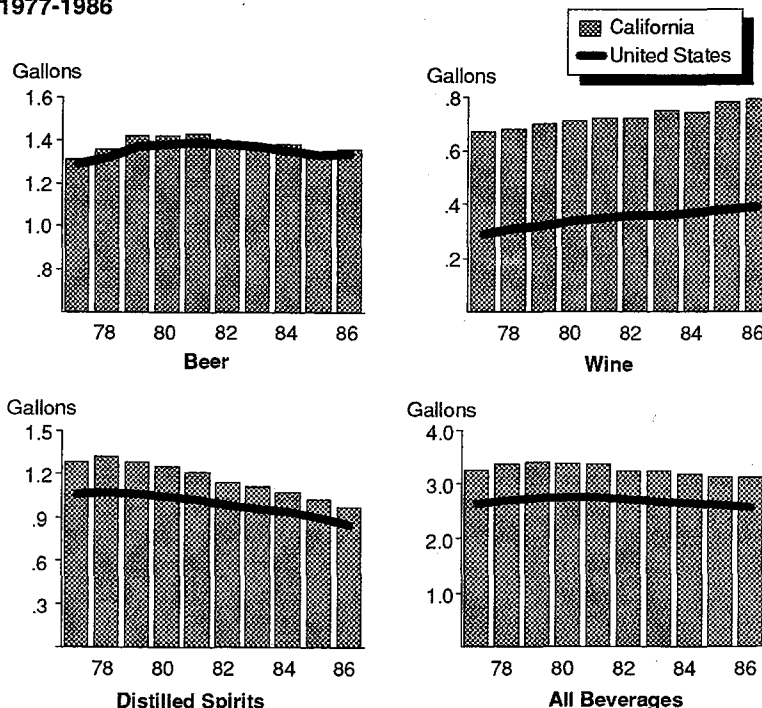 1977-1986
California
United States
Gallons
1.6
1.4
1.2
1.0
.8
78 80 82 84 86
Beer
Gallons
.8
.6
.4
.2
78 80 82 84 86
Wine
Gallons
1.5
1.2
.9
.6
.3
78 80 82 84 86
Distilled Spirits
Gallons
4.0
3.0
2.0
1.0
78 80 82 84 86
All Beverages